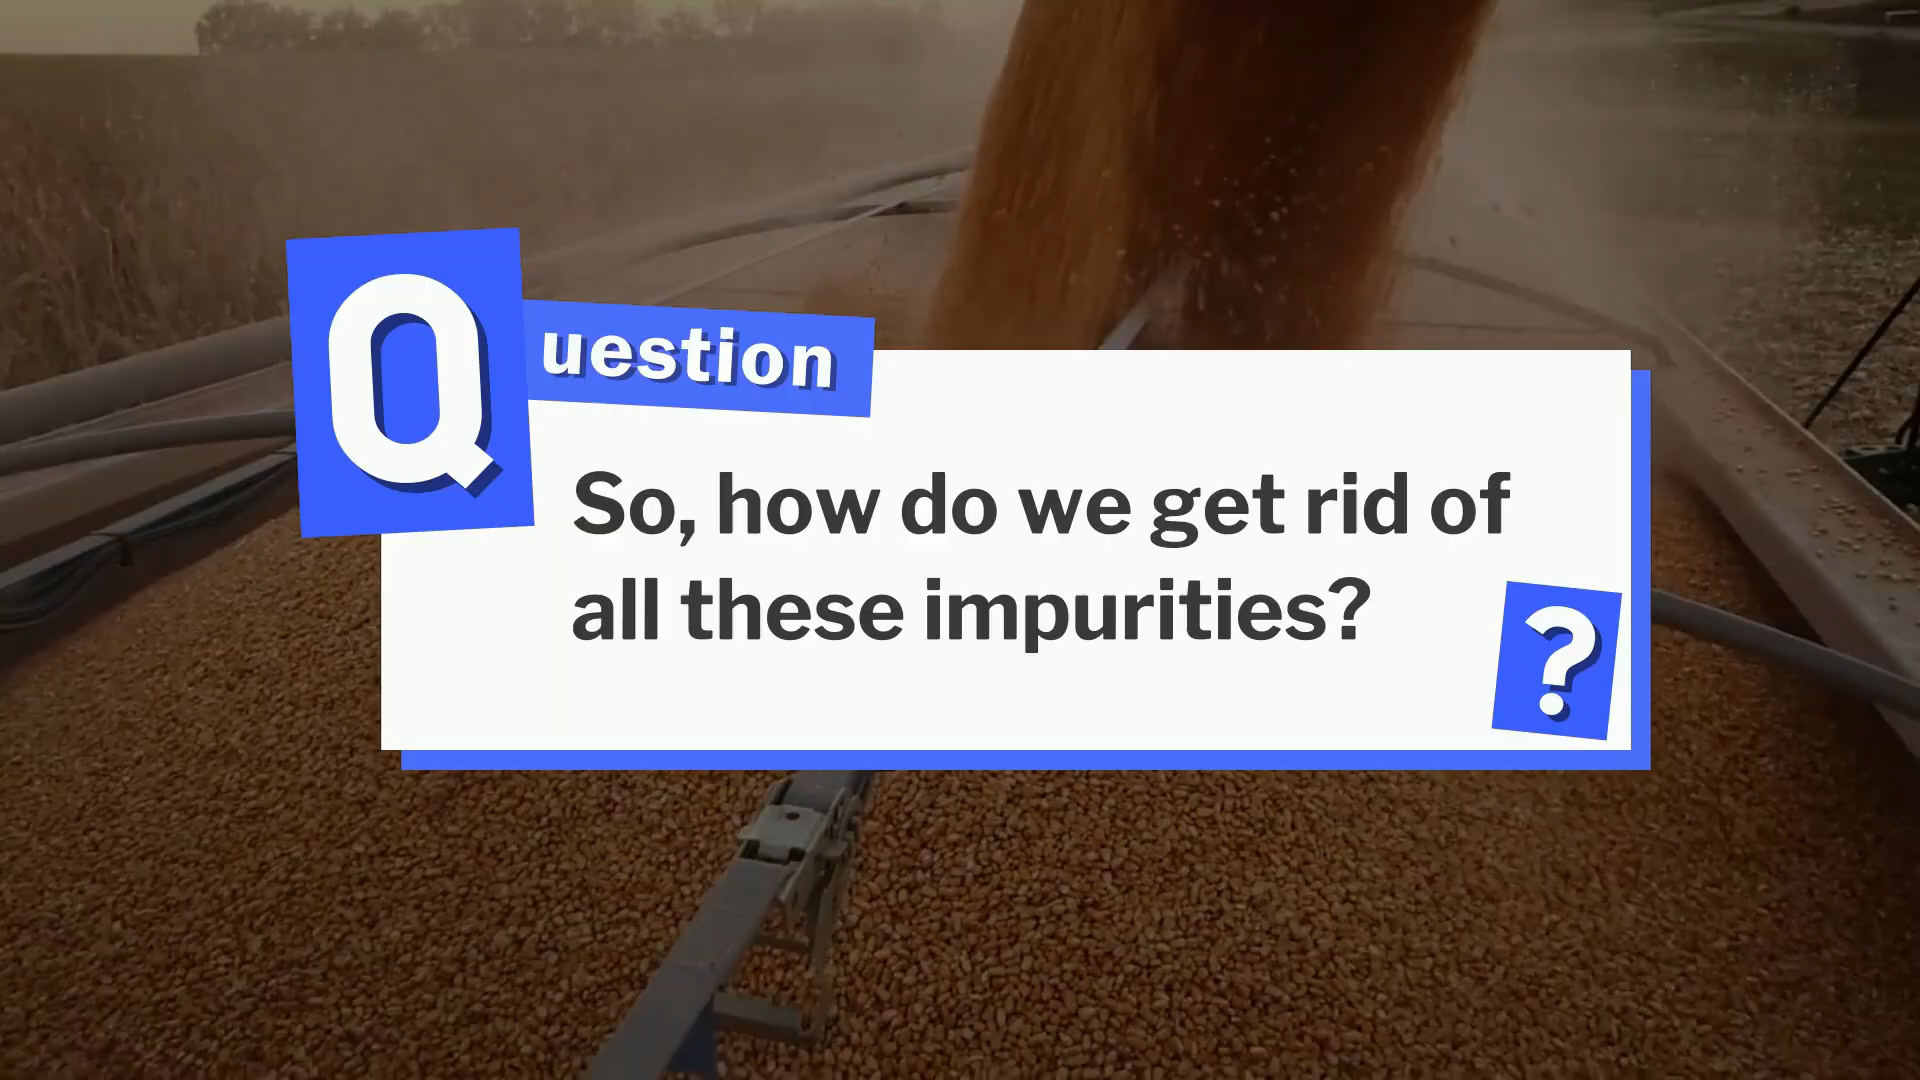 Question
So, how do we get rid of
all these impurities?
?